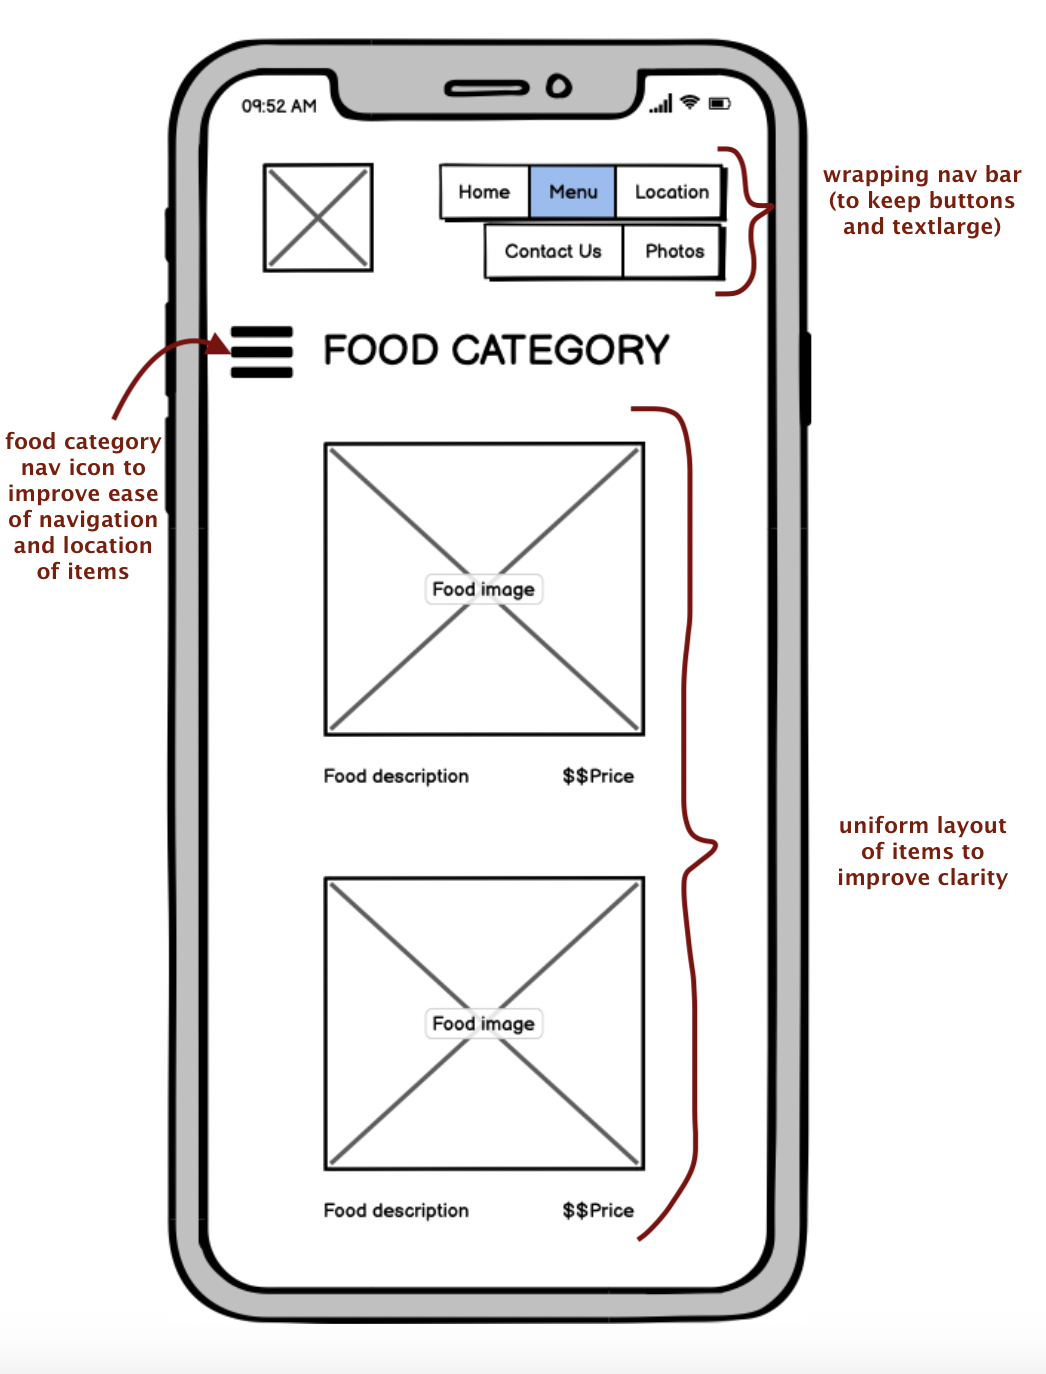 09:52 AM
Home Menu Location
Contact Us Photos
wrapping nav bar
(to keep buttons
and textlarge)
FOOD CATEGORY
food category
nav icon to
improve ease
of navigation
and location
of items
Food image
Food description $$Price
uniform layout
of items to
improve clarity
Food image
Food description $$Price